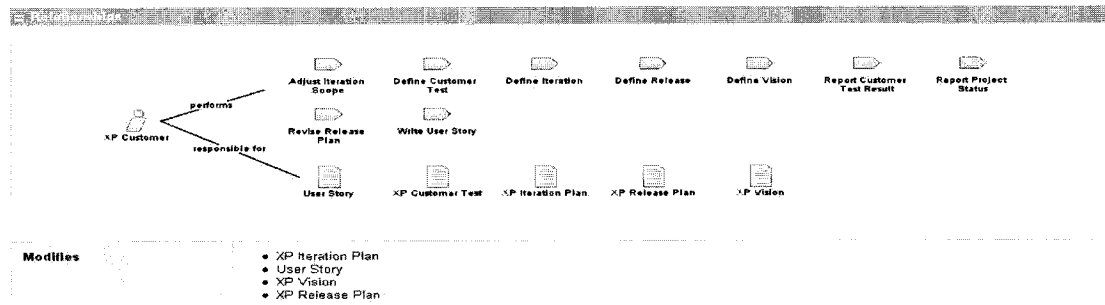 Relationships
Adjust Iteration Define Customer Define Iteration Define Release Define Vision Report Customer Report Project
Scope Test Test Result Status
performs
XP Customer
Revise Release Write User Story
Plan
responsible for
User Story XP Customer Test XP Iteration Plan XP Release Plan XP Vision
Modifies
• XP Iteration Plan
• User Story
• XP Vision
• XP Release Plan